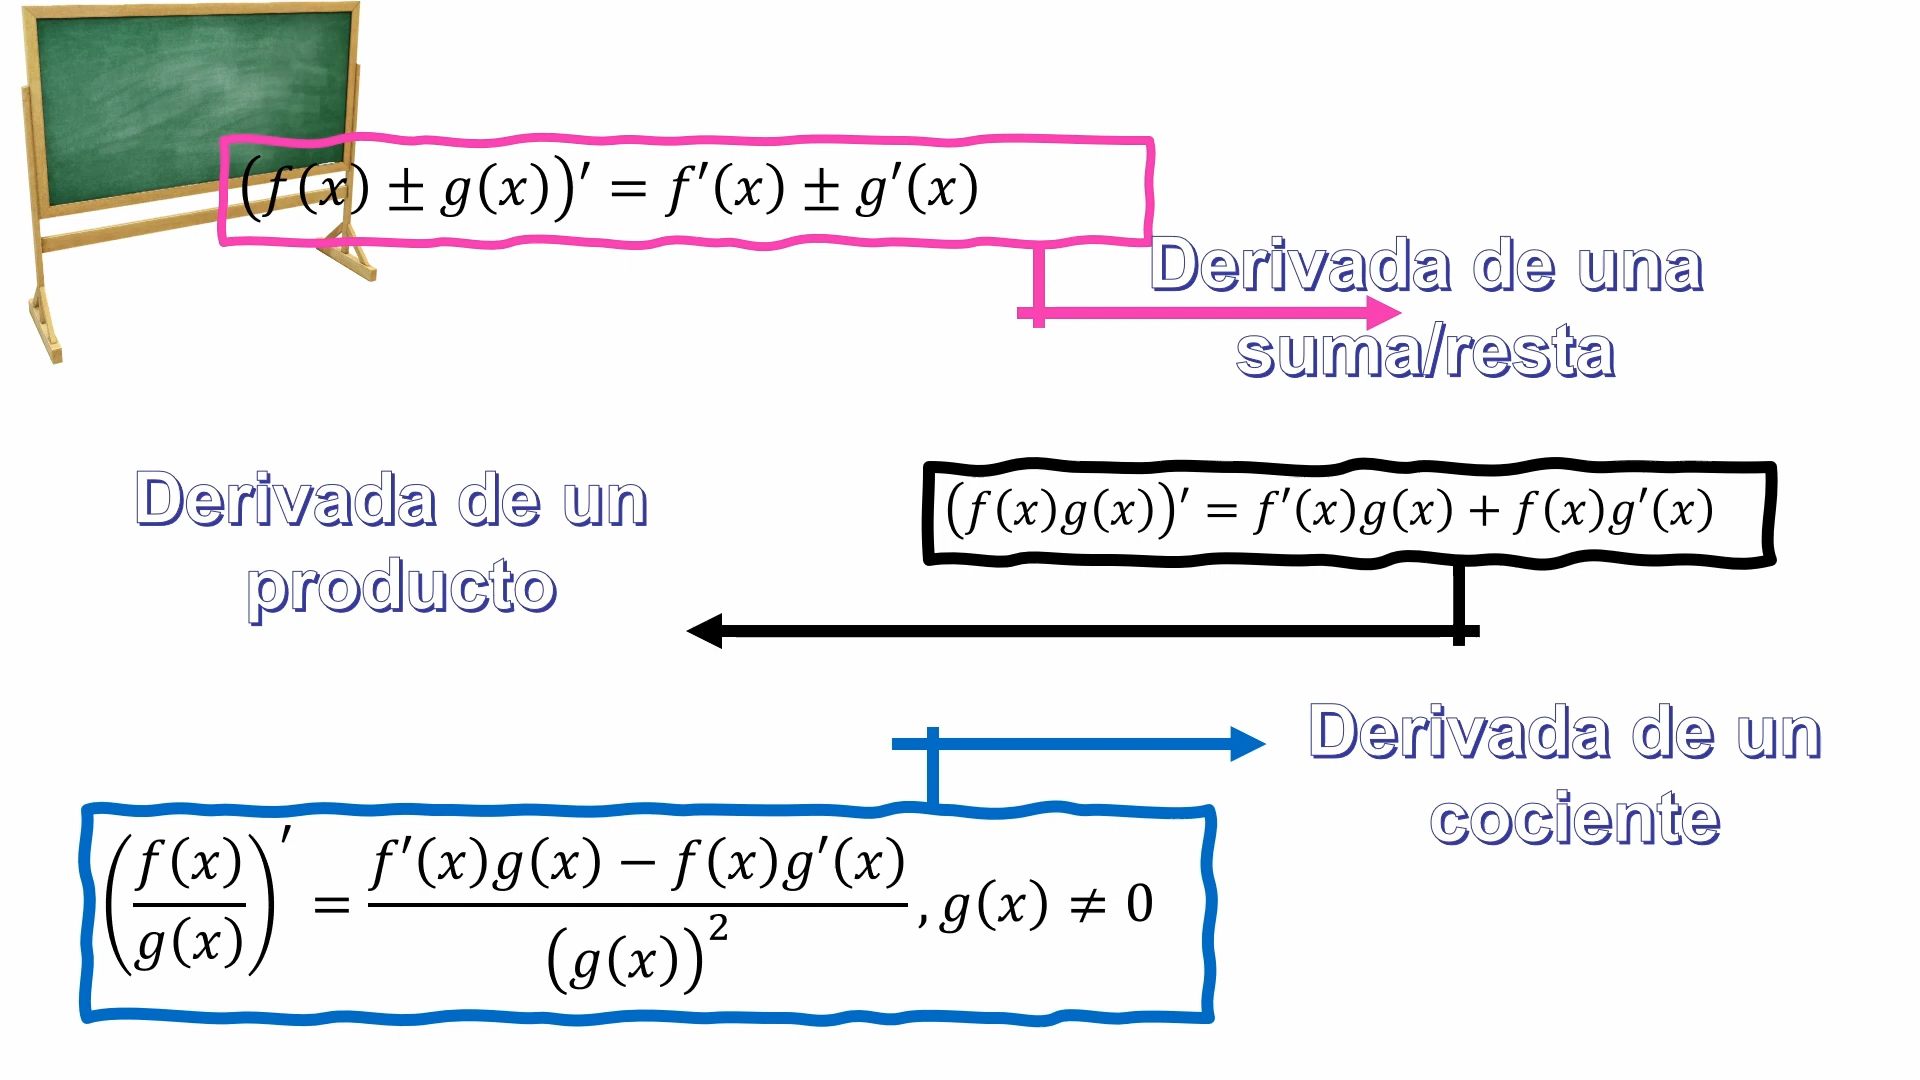 (f(x) ± g(x))′ = f′(x) ± g′(x)
Derivada de una
suma/resta
Derivada de un
producto
(f(x)g(x))′ = f′(x)g(x) + f(x)g′(x)
Derivada de un
cociente
(f(x)/g(x))′ = (f′(x)g(x) − f(x)g′(x))/(g(x))², g(x) ≠ 0